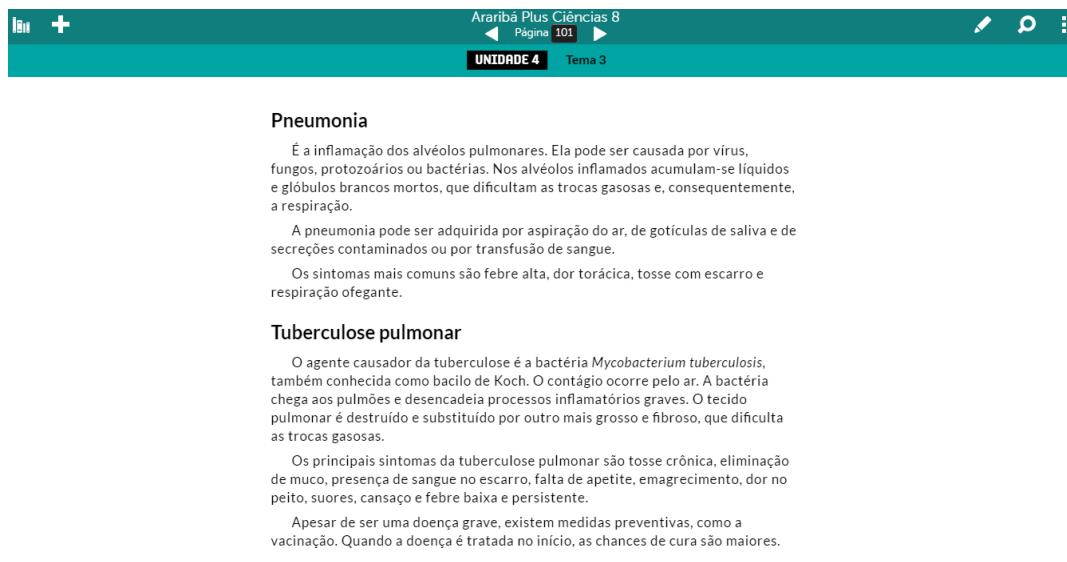 Araribá Plus Ciências 8
Página 101
UNIDADE 4 Tema 3
Pneumonia
É a inflamação dos alvéolos pulmonares. Ela pode ser causada por vírus,
fungos, protozoários ou bactérias. Nos alvéolos inflamados acumulam-se líquidos
e glóbulos brancos mortos, que dificultam as trocas gasosas e, consequentemente,
a respiração.
A pneumonia pode ser adquirida por aspiração do ar, de gotículas de saliva e de
secreções contaminados ou por transfusão de sangue.
Os sintomas mais comuns são febre alta, dor torácica, tosse com escarro e
respiração ofegante.
Tuberculose pulmonar
O agente causador da tuberculose é a bactéria Mycobacterium tuberculosis,
também conhecida como bacilo de Koch. O contágio ocorre pelo ar. A bactéria
chega aos pulmões e desencadeia processos inflamatórios graves. O tecido
pulmonar é destruído e substituído por outro mais grosso e fibroso, que dificulta
as trocas gasosas.
Os principais sintomas da tuberculose pulmonar são tosse crônica, eliminação
de muco, presença de sangue no escarro, falta de apetite, emagrecimento, dor no
peito, suores, cansaço e febre baixa e persistente.
Apesar de ser uma doença grave, existem medidas preventivas, como a
vacinação. Quando a doença é tratada no início, as chances de cura são maiores.